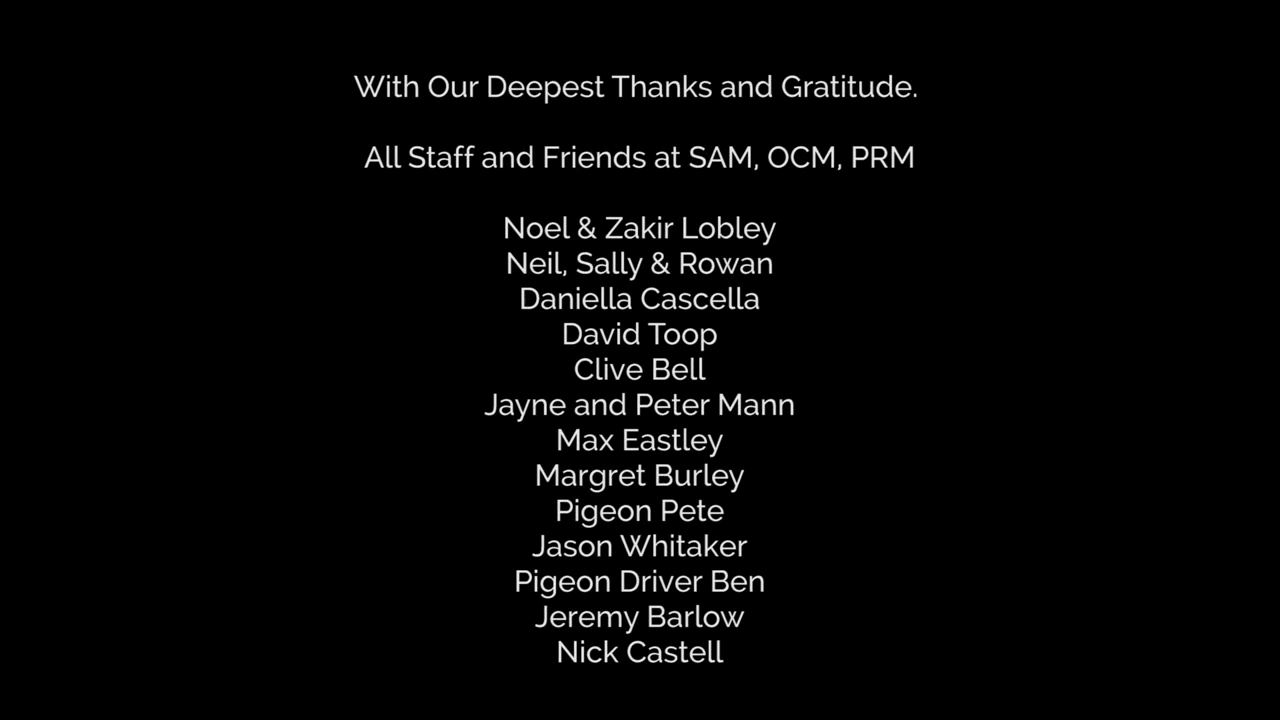 With Our Deepest Thanks and Gratitude.
All Staff and Friends at SAM, OCM, PRM
Noel & Zakir Lobley
Neil, Sally & Rowan
Daniella Cascella
David Toop
Clive Bell
Jayne and Peter Mann
Max Eastley
Margret Burley
Pigeon Pete
Jason Whitaker
Pigeon Driver Ben
Jeremy Barlow
Nick Castell